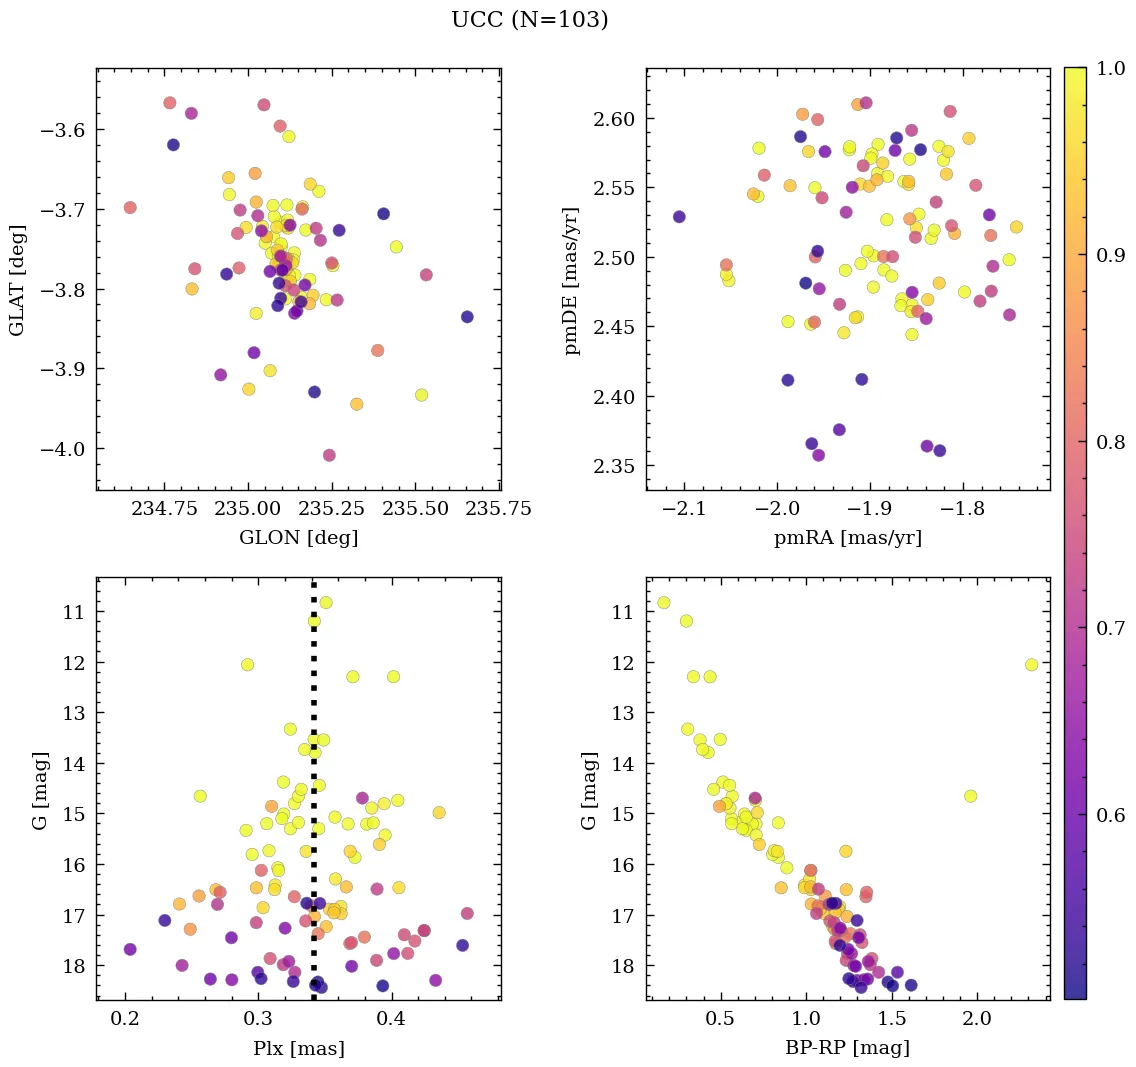 UCC (N=103)
−3.6
−3.7
−3.8
−3.9
−4.0
GLAT [deg]
234.75 235.00 235.25 235.50 235.75
GLON [deg]
2.60
2.55
2.50
2.45
2.40
2.35
pmDE [mas/yr]
−2.1 −2.0 −1.9 −1.8
pmRA [mas/yr]
1.0
0.9
0.8
0.7
0.6
11
12
13
14
15
16
17
18
G [mag]
0.2 0.3 0.4
Plx [mas]
11
12
13
14
15
16
17
18
G [mag]
0.5 1.0 1.5 2.0
BP-RP [mag]